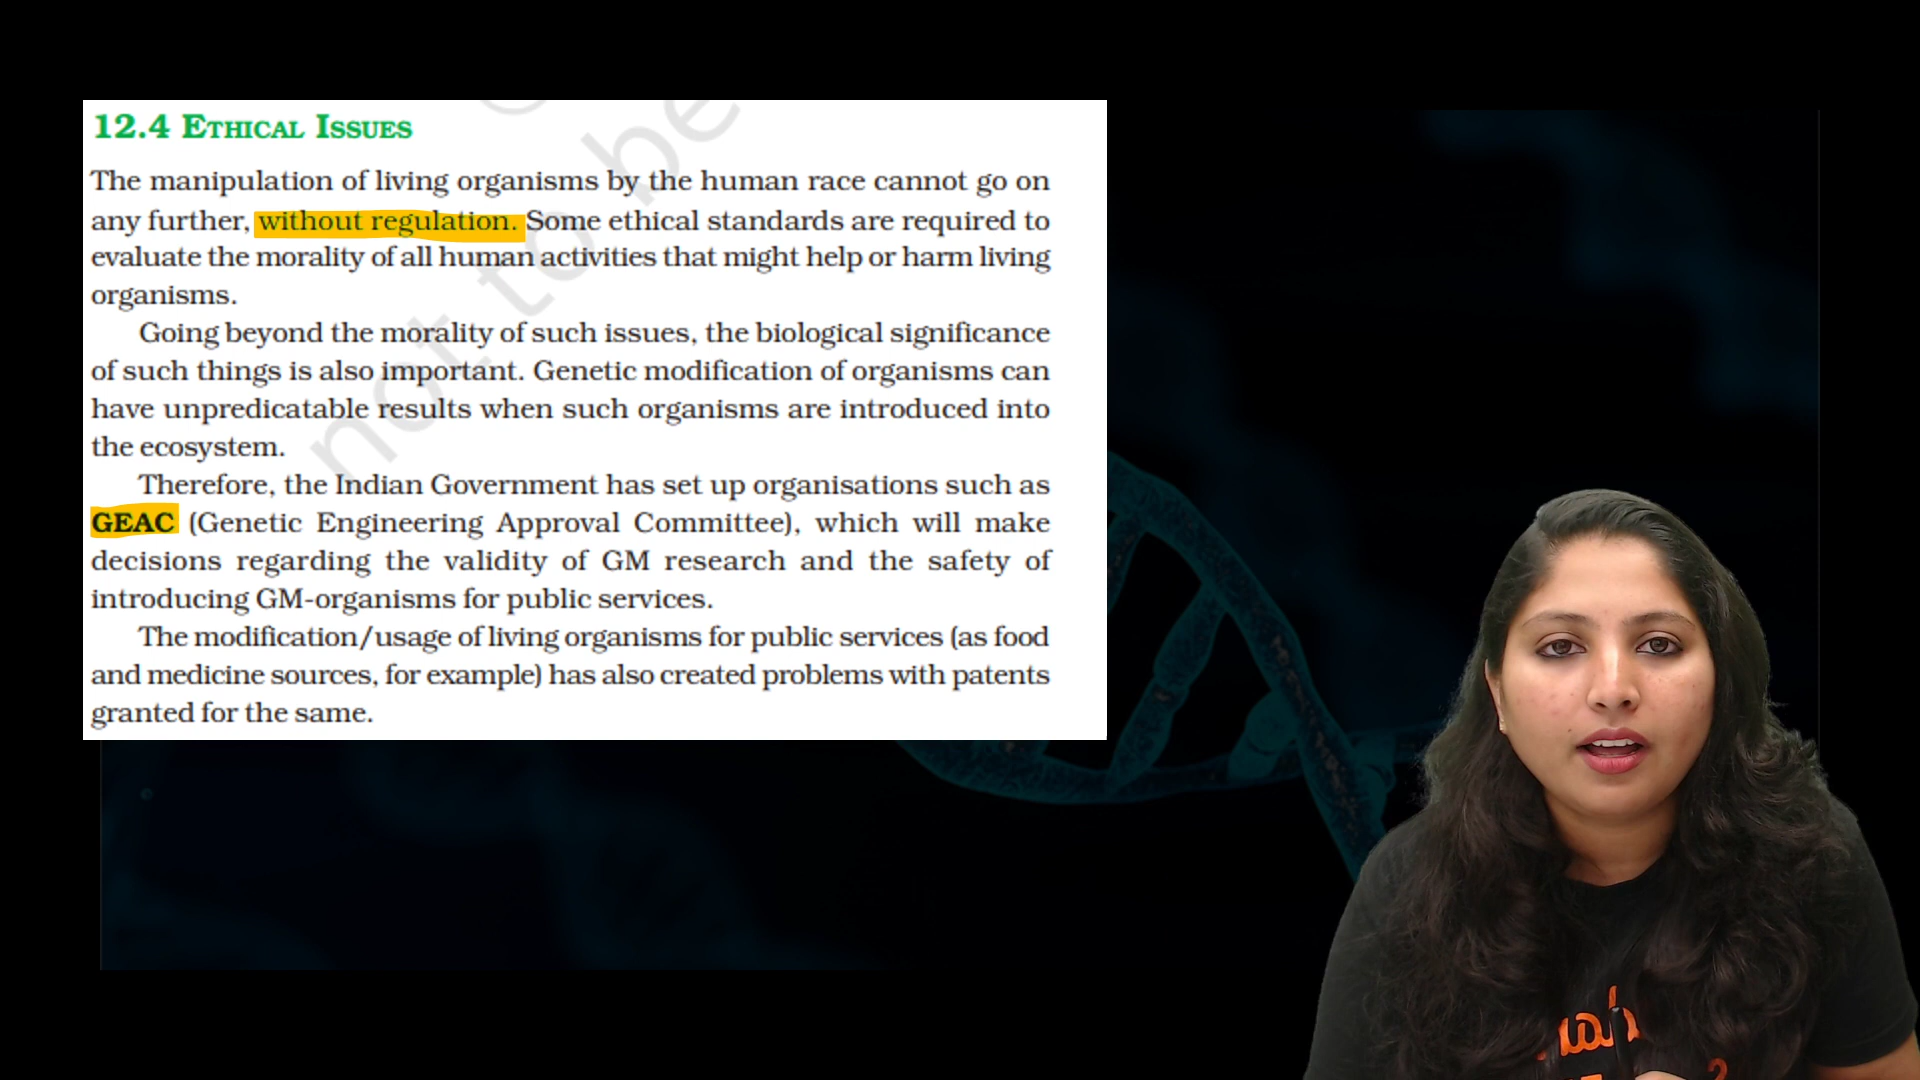 12.4 ETHICAL ISSUES
The manipulation of living organisms by the human race cannot go on
any further, without regulation. Some ethical standards are required to
evaluate the morality of all human activities that might help or harm living
organisms.
Going beyond the morality of such issues, the biological significance
of such things is also important. Genetic modification of organisms can
have unpredicatable results when such organisms are introduced into
the ecosystem.
Therefore, the Indian Government has set up organisations such as
GEAC (Genetic Engineering Approval Committee), which will make
decisions regarding the validity of GM research and the safety of
introducing GM-organisms for public services.
The modification/usage of living organisms for public services (as food
and medicine sources, for example) has also created problems with patents
granted for the same.
not to be